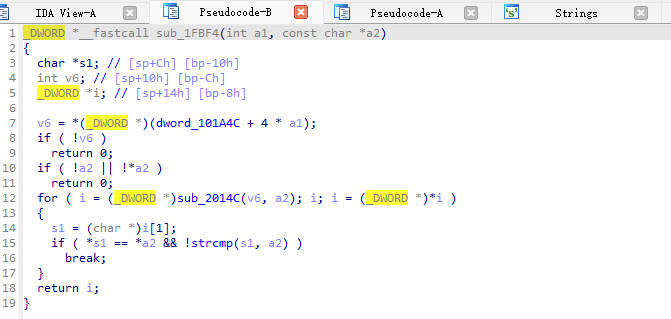 IDA View-A Pseudocode-B Pseudocode-A Strings
1 _DWORD *__fastcall sub_1FBF4(int a1, const char *a2)
2 {
3 char *s1; // [sp+Ch] [bp-10h]
4 int v6; // [sp+10h] [bp-Ch]
5 _DWORD *i; // [sp+14h] [bp-8h]
6
7 v6 = *(_DWORD *)(dword_101A4C + 4 * a1);
8 if ( !v6 )
9 return 0;
10 if ( !a2 || !*a2 )
11 return 0;
12 for ( i = (_DWORD *)sub_2014C(v6, a2); i; i = (_DWORD *)*i )
13 {
14 s1 = (char *)i[1];
15 if ( *s1 == *a2 && !strcmp(s1, a2) )
16 break;
17 }
18 return i;
19 }